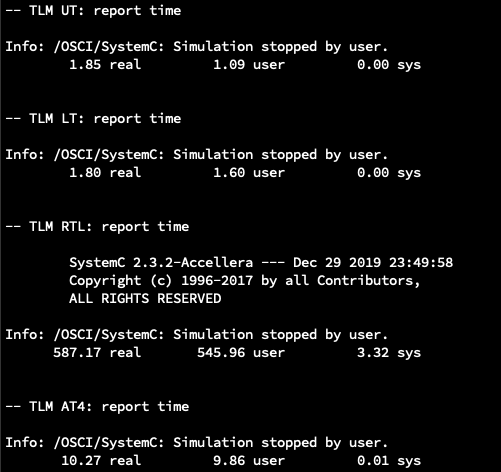 -- TLM UT: report time
Info: /OSCI/SystemC: Simulation stopped by user.
1.85 real 1.09 user 0.00 sys
-- TLM LT: report time
Info: /OSCI/SystemC: Simulation stopped by user.
1.80 real 1.60 user 0.00 sys
-- TLM RTL: report time
SystemC 2.3.2-Accellera --- Dec 29 2019 23:49:58
Copyright (c) 1996-2017 by all Contributors,
ALL RIGHTS RESERVED
Info: /OSCI/SystemC: Simulation stopped by user.
587.17 real 545.96 user 3.32 sys
-- TLM AT4: report time
Info: /OSCI/SystemC: Simulation stopped by user.
10.27 real 9.86 user 0.01 sys